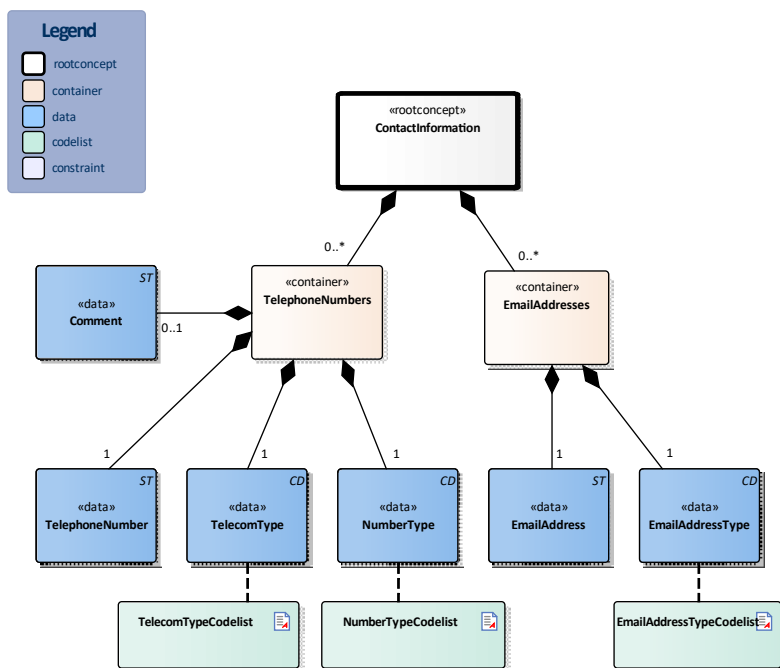 Legend
rootconcept
container
data
codelist
constraint
«rootconcept»
ContactInformation
0..*
0..*
ST
«data»
Comment
0..1
«container»
TelephoneNumbers
«container»
EmailAddresses
1
1
1
1
1
ST
«data»
TelephoneNumber
CD
«data»
TelecomType
CD
«data»
NumberType
ST
«data»
EmailAddress
CD
«data»
EmailAddressType
TelecomTypeCodelist
NumberTypeCodelist
EmailAddressTypeCodelist